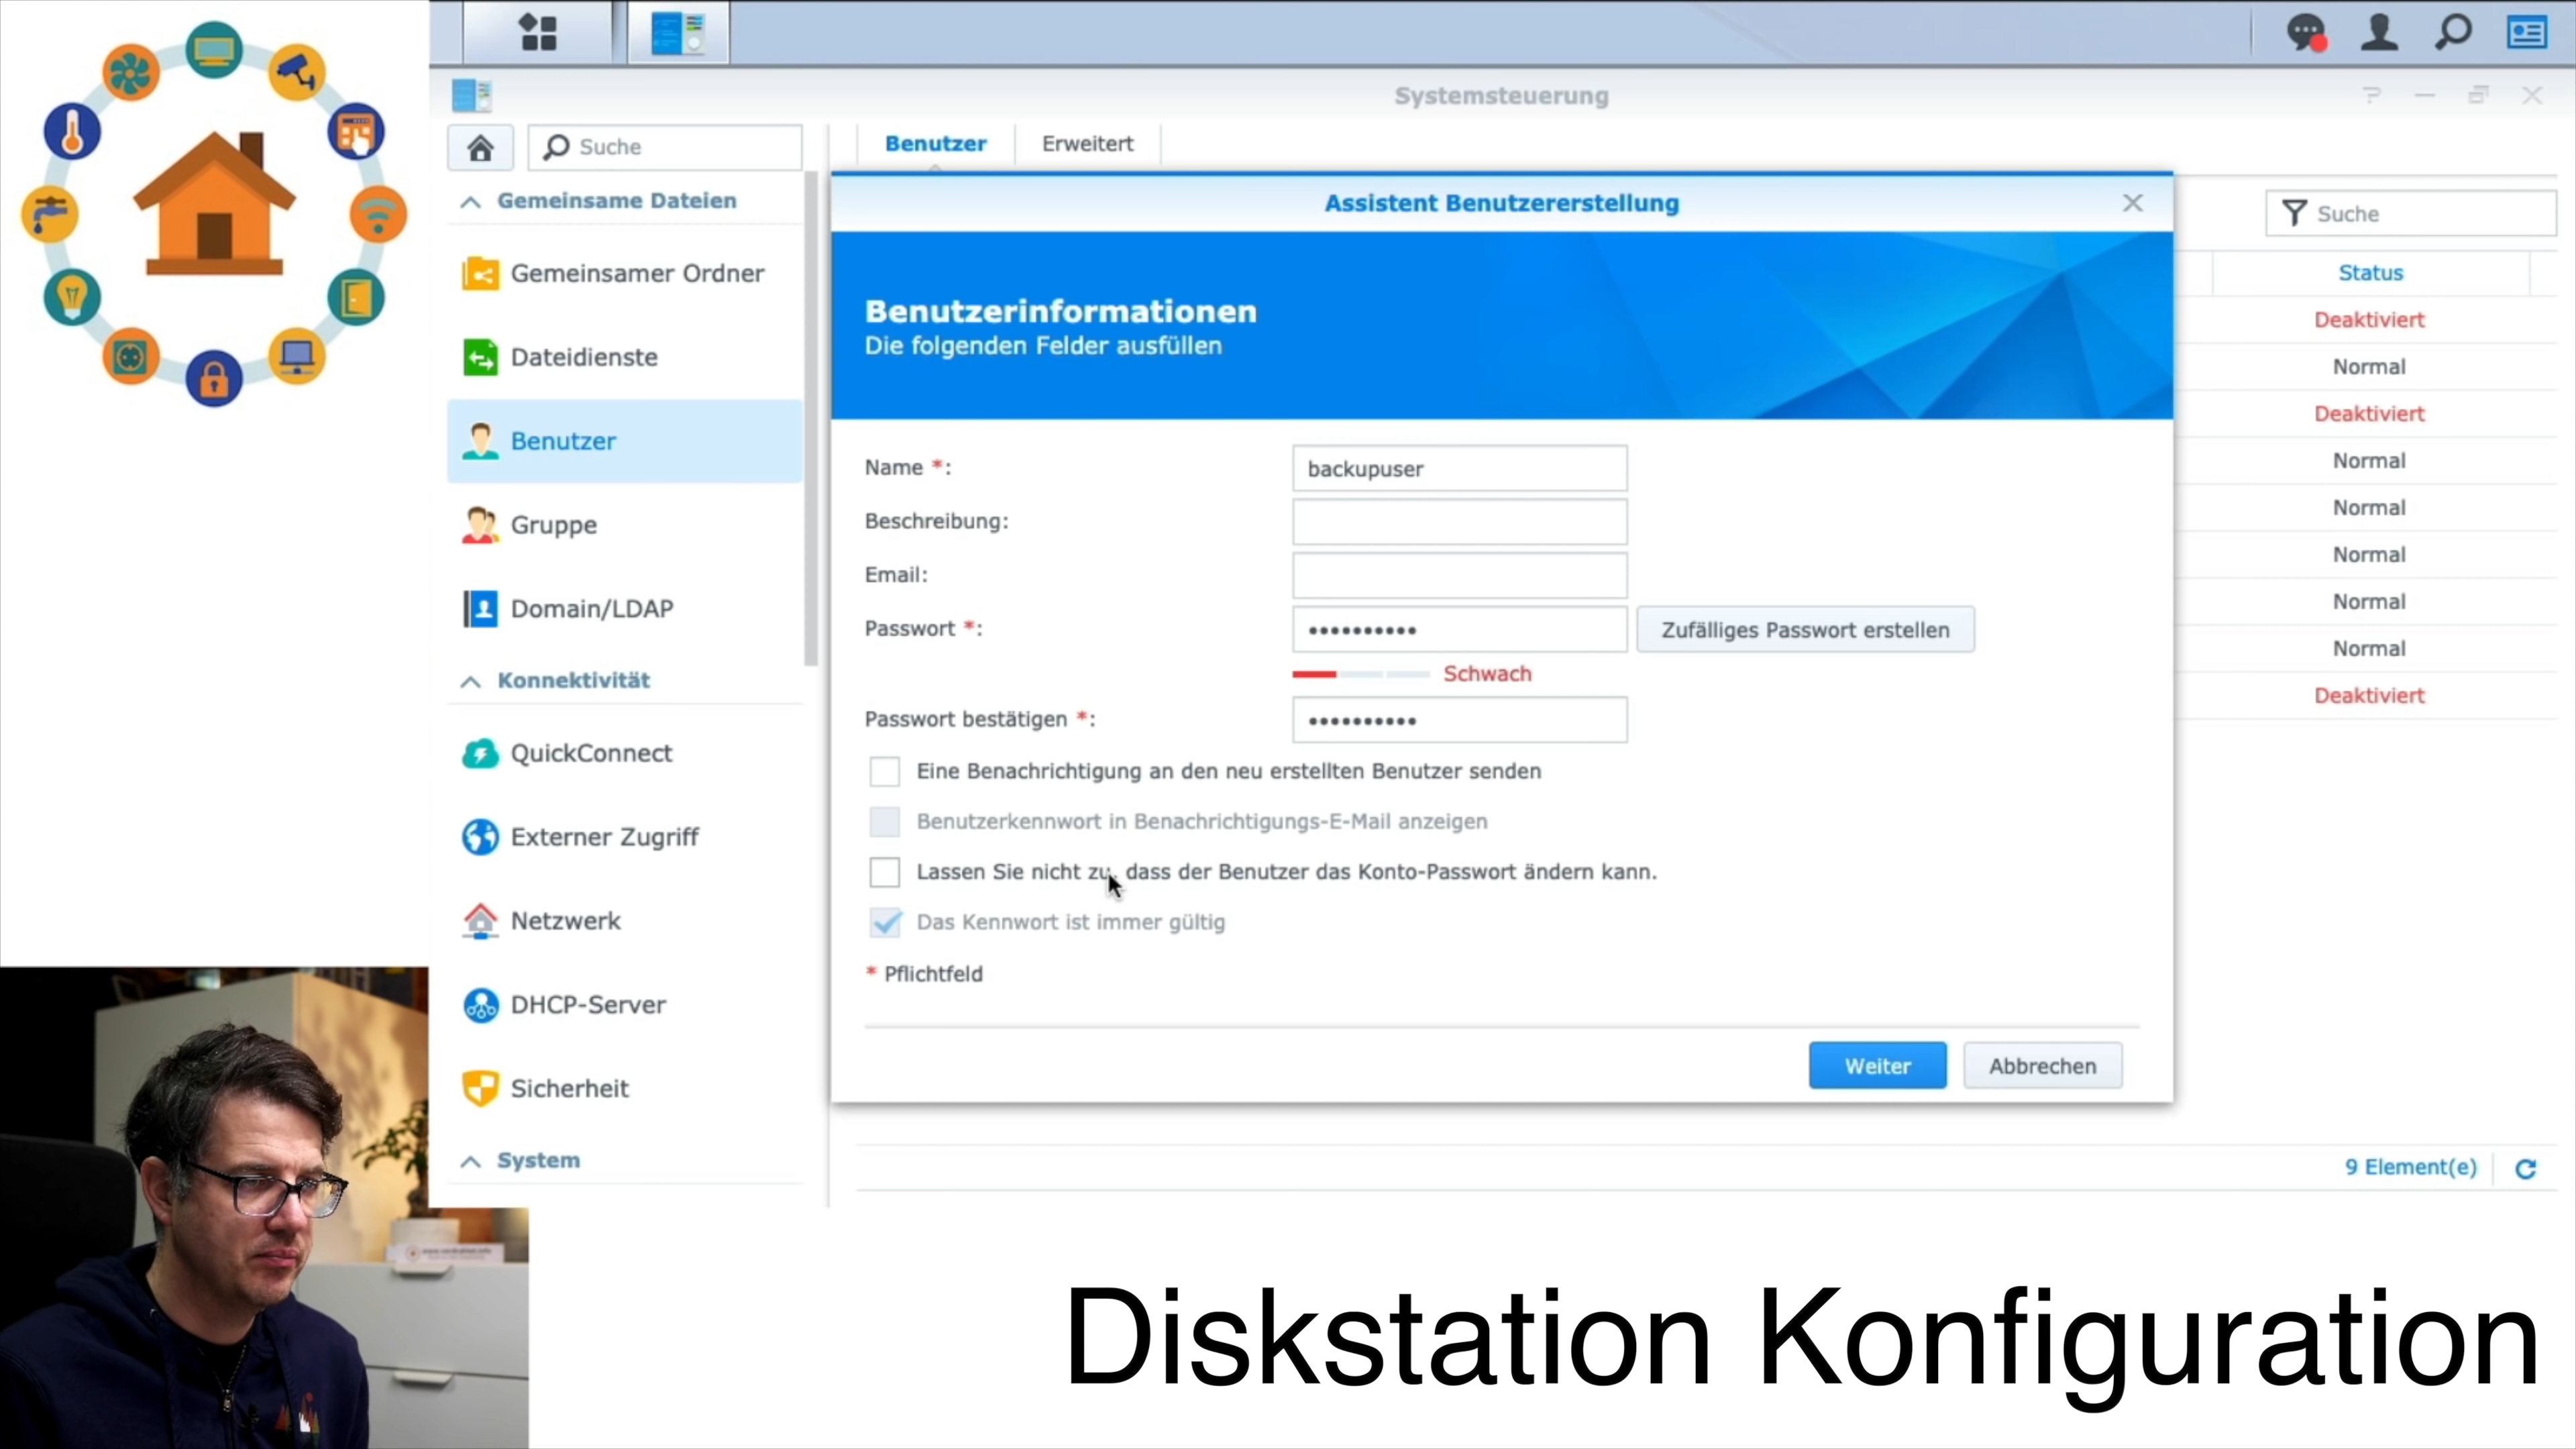 Systemsteuerung
Suche
Benutzer
Erweitert
Gemeinsame Dateien
Gemeinsamer Ordner
Dateidienste
Benutzer
Gruppe
Domain/LDAP
Konnektivität
QuickConnect
Externer Zugriff
Netzwerk
DHCP-Server
Sicherheit
System
Assistent Benutzererstellung
Benutzerinformationen
Die folgenden Felder ausfüllen
Name *: backupuser
Beschreibung:
Email:
Passwort *: •••••••••• Zufälliges Passwort erstellen
Schwach
Passwort bestätigen *: ••••••••••
Eine Benachrichtigung an den neu erstellten Benutzer senden
Benutzerkennwort in Benachrichtigungs-E-Mail anzeigen
Lassen Sie nicht zu, dass der Benutzer das Konto-Passwort ändern kann.
Das Kennwort ist immer gültig
* Pflichtfeld
Weiter
Abbrechen
Suche
Status
Deaktiviert
Normal
Deaktiviert
Normal
Normal
Normal
Normal
Normal
Deaktiviert
9 Element(e)
Diskstation Konfiguration